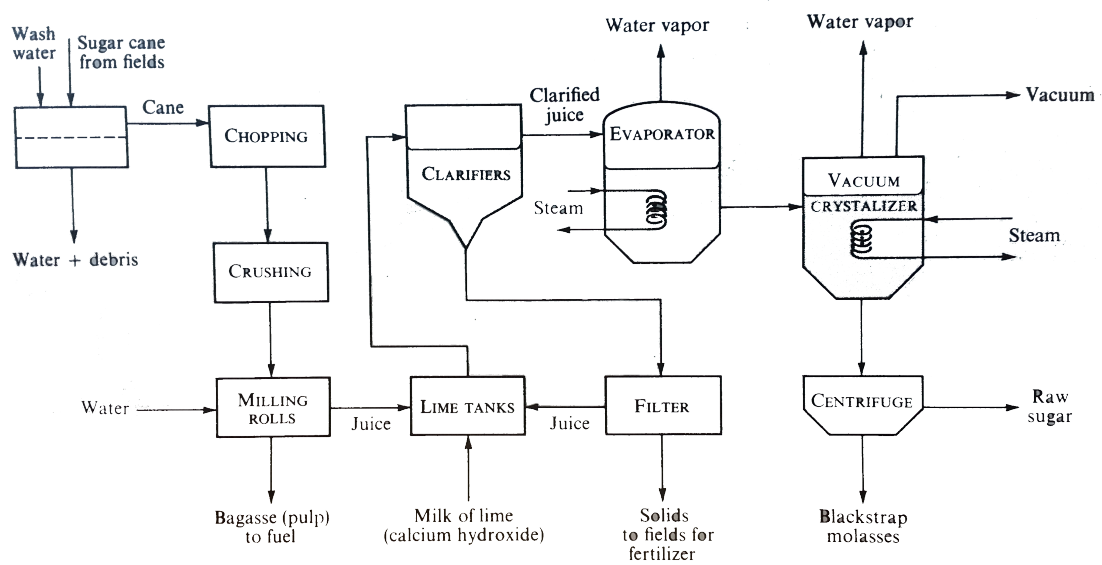 Wash
water
Sugar cane
from fields
Cane
CHOPPING
Water + debris
CRUSHING
Water
MILLING
ROLLS
Juice
Bagasse (pulp)
to fuel
LIME TANKS
Milk of lime
(calcium hydroxide)
CLARIFIERS
Clarified
juice
Water vapor
EVAPORATOR
Steam
Juice
FILTER
Solids
to fields for
fertilizer
Water vapor
Vacuum
VACUUM
CRYSTALIZER
Steam
CENTRIFUGE
Raw
sugar
Blackstrap
molasses